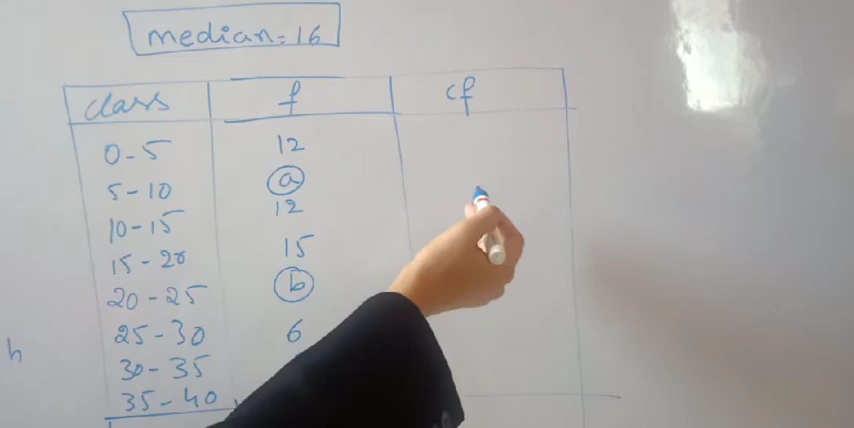 median = 16
class f cf
0-5 12
5-10 a
10-15 12
15-20 15
20-25 b
25-30 6
30-35
35-40
h